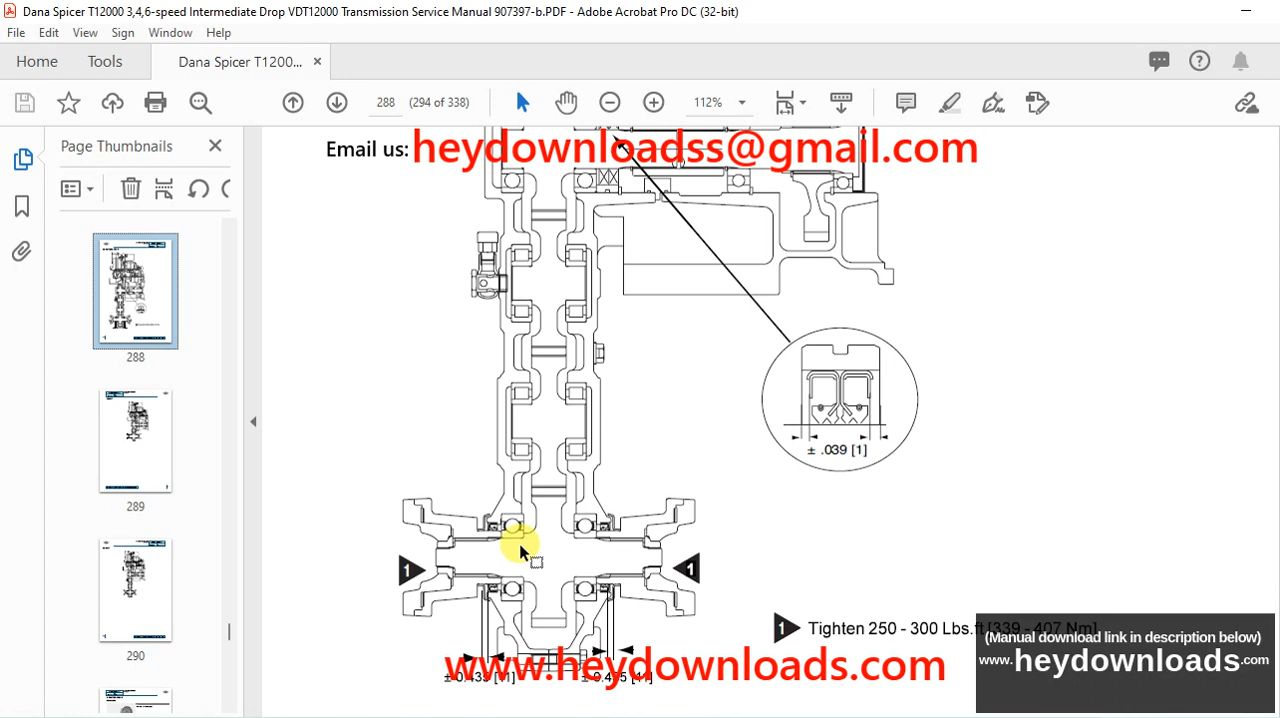 Dana Spicer T12000 3,4,6-speed Intermediate Drop VDT12000 Transmission Service Manual 907397-b.PDF - Adobe Acrobat Pro DC (32-bit)
File Edit View Sign Window Help
Home Tools Dana Spicer T1200...
288 (294 of 338) 112%
Page Thumbnails
Email us: heydownloadss@gmail.com
288
289
290
± .039 [1]
1
1
1 Tighten 250 - 300 Lbs.ft [339 - 407 Nm]
www.heydownloads.com
(Manual download link in description below)
www.heydownloads.com